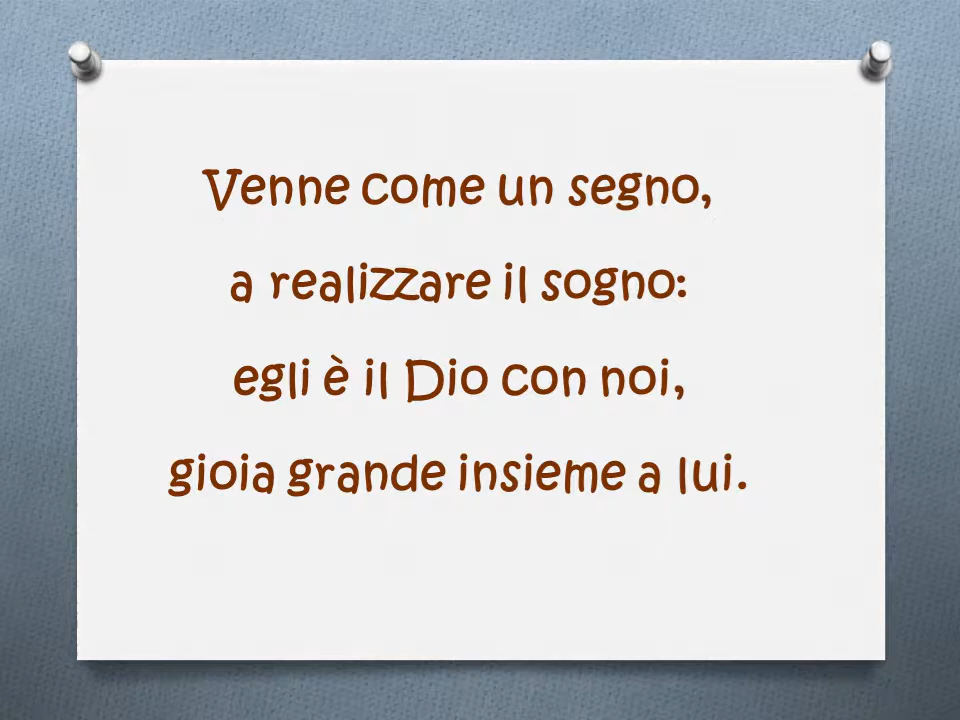 Venne come un segno,
a realizzare il sogno:
egli è il Dio con noi,
gioia grande insieme a lui.